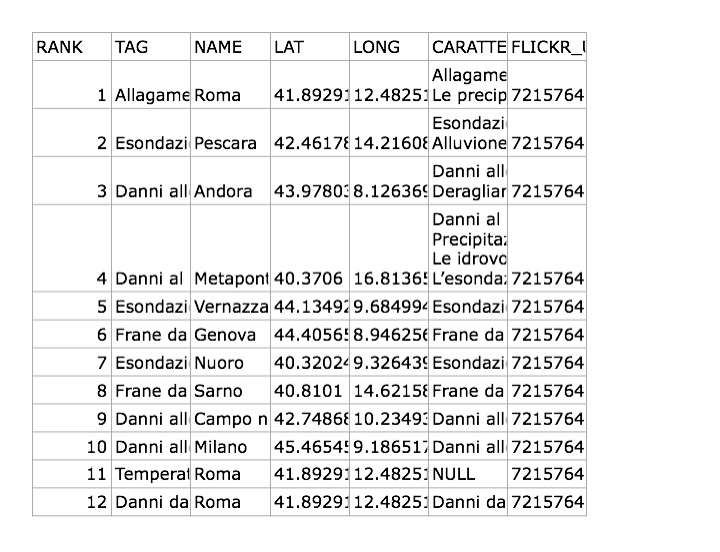 RANK TAG NAME LAT LONG CARATTE FLICKR_U
Allagame
1 Allagame Roma 41.89291 12.48251 Le precip 7215764
Esondazi
2 Esondazi Pescara 42.46178 14.21608 Alluvione 7215764
Danni all
3 Danni all Andora 43.97803 8.126369 Deragliar 7215764
Danni al
Precipitaz
Le idrovo
4 Danni al Metapont 40.3706 16.81365 L'esondaz 7215764
5 Esondazi Vernazza 44.13492 9.684994 Esondazi 7215764
6 Frane da Genova 44.40565 8.946256 Frane da 7215764
7 Esondazi Nuoro 40.32024 9.326439 Esondazi 7215764
8 Frane da Sarno 40.8101 14.62158 Frane da 7215764
9 Danni all Campo n 42.74868 10.23493 Danni all 7215764
10 Danni all Milano 45.46545 9.186517 Danni all 7215764
11 Temperat Roma 41.89291 12.48251 NULL 7215764
12 Danni da Roma 41.89291 12.48251 Danni da 7215764